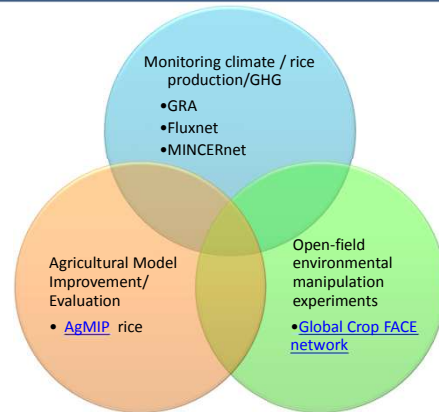 Monitoring climate / rice
production/GHG
•GRA
•Fluxnet
•MINCERnet
Agricultural Model
Improvement/
Evaluation
• AgMIP rice
Open-field
environmental
manipulation
experiments
•Global Crop FACE
network